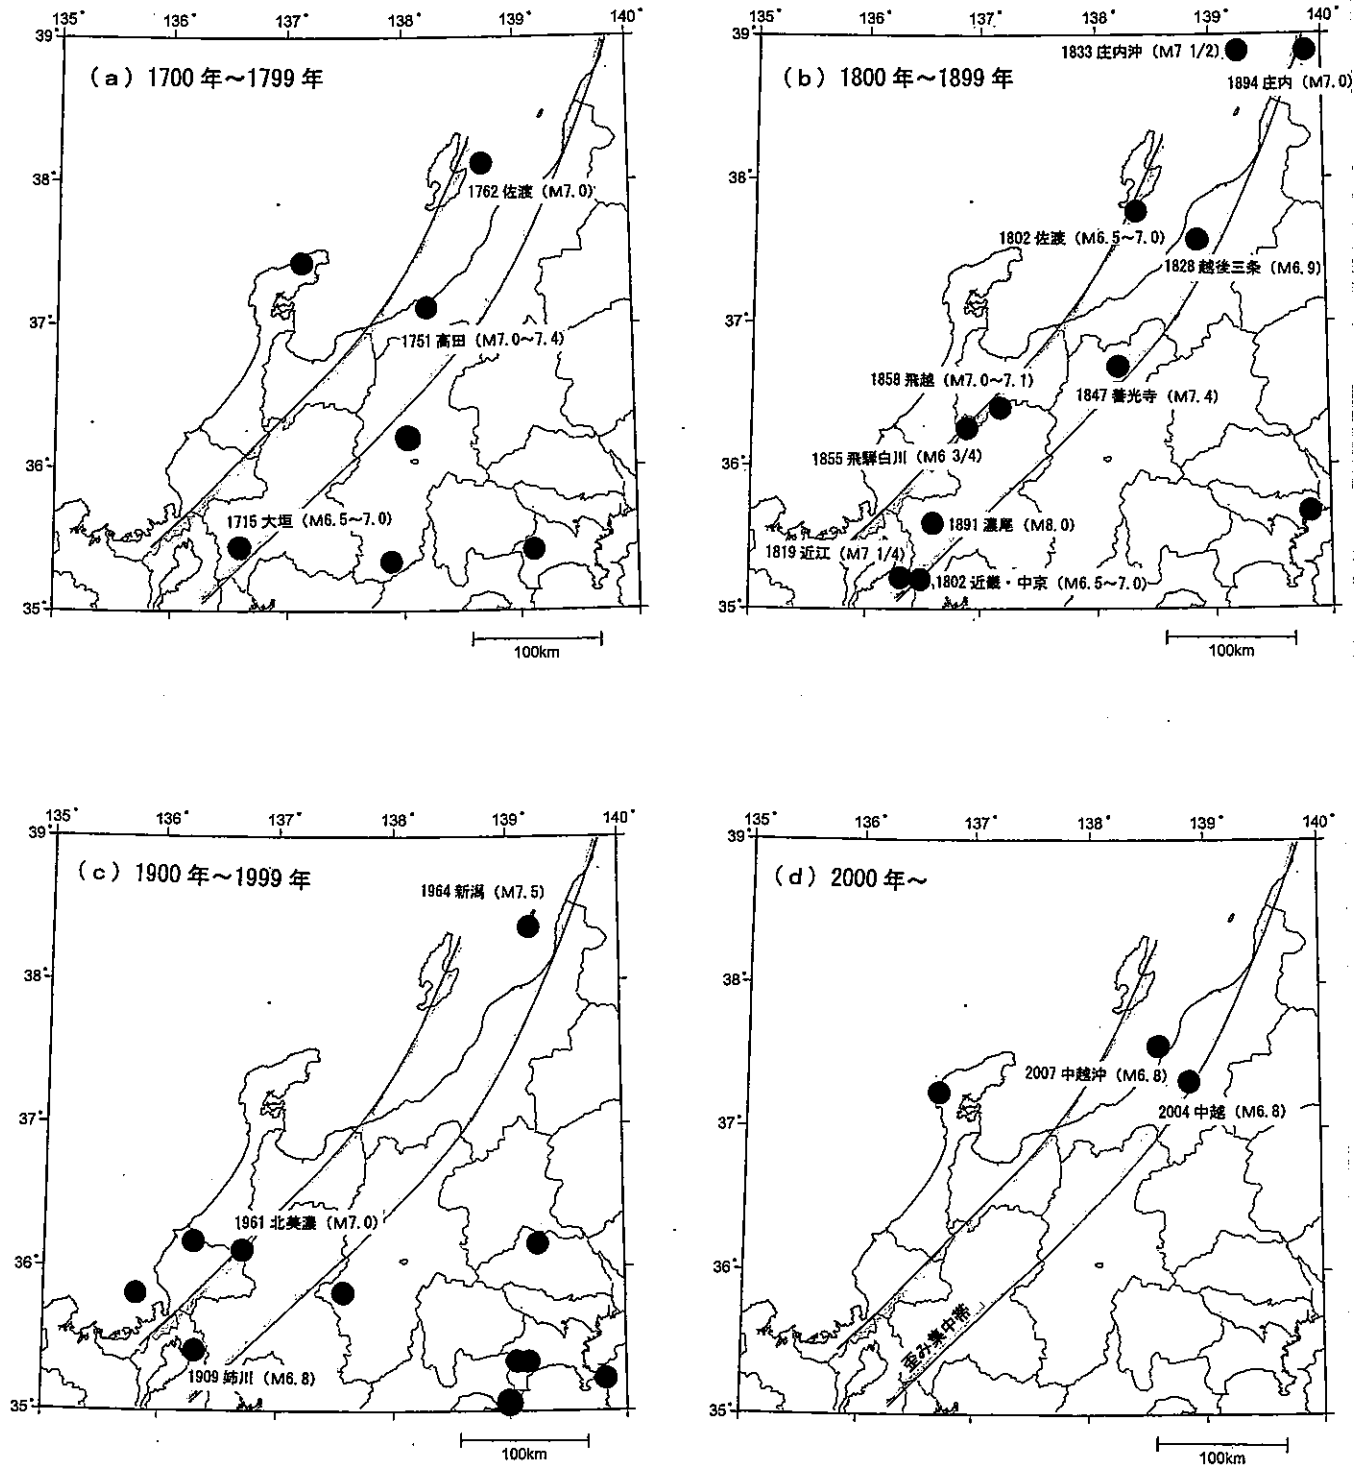 135° 136° 137° 138° 139° 140°
39°
(a) 1700 年～1799 年
38°
1762 佐渡 (M7.0)
37°
1751 高田 (M7.0～7.4)
36°
1715 大垣 (M6.5～7.0)
35°
100km
135° 136° 137° 138° 139° 140°
39°
1833 庄内沖 (M7 1/2)
(b) 1800 年～1899 年
1894 庄内 (M7.0)
38°
1802 佐渡 (M6.5～7.0)
1828 越後三条 (M6.9)
37°
1858 飛越 (M7.0～7.1)
1847 善光寺 (M7.4)
36°
1855 飛騨白川 (M6 3/4)
1891 濃尾 (M8.0)
1819 近江 (M7 1/4)
1802 近畿・中京 (M6.5～7.0)
35°
100km
135° 136° 137° 138° 139° 140°
39°
(c) 1900 年～1999 年
1964 新潟 (M7.5)
38°
37°
1961 北美濃 (M7.0)
36°
1909 姉川 (M6.8)
35°
100km
135° 136° 137° 138° 139° 140°
39°
(d) 2000 年～
38°
2007 中越沖 (M6.8)
2004 中越 (M6.8)
37°
36°
歪み集中帯
35°
100km